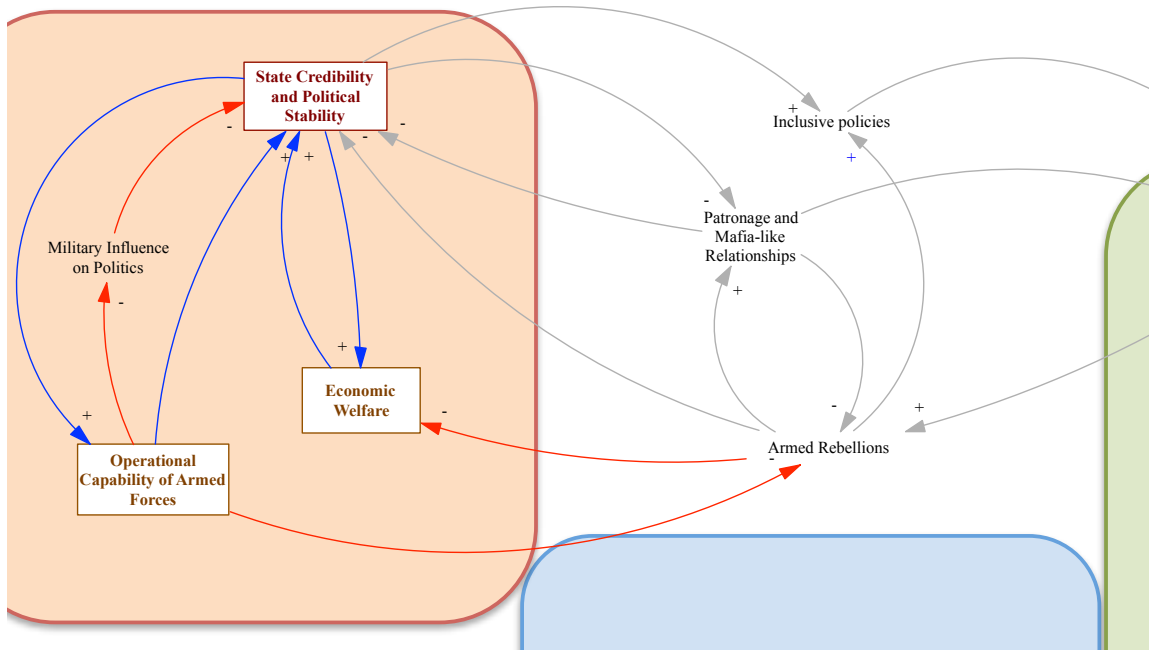 State Credibility
and Political
Stability
+
Inclusive policies
-
-
-
+
+
+
-
Patronage and
Mafia-like
Relationships
Military Influence
on Politics
-
+
+
Economic
Welfare
-
-
+
+
Armed Rebellions
-
Operational
Capability of Armed
Forces